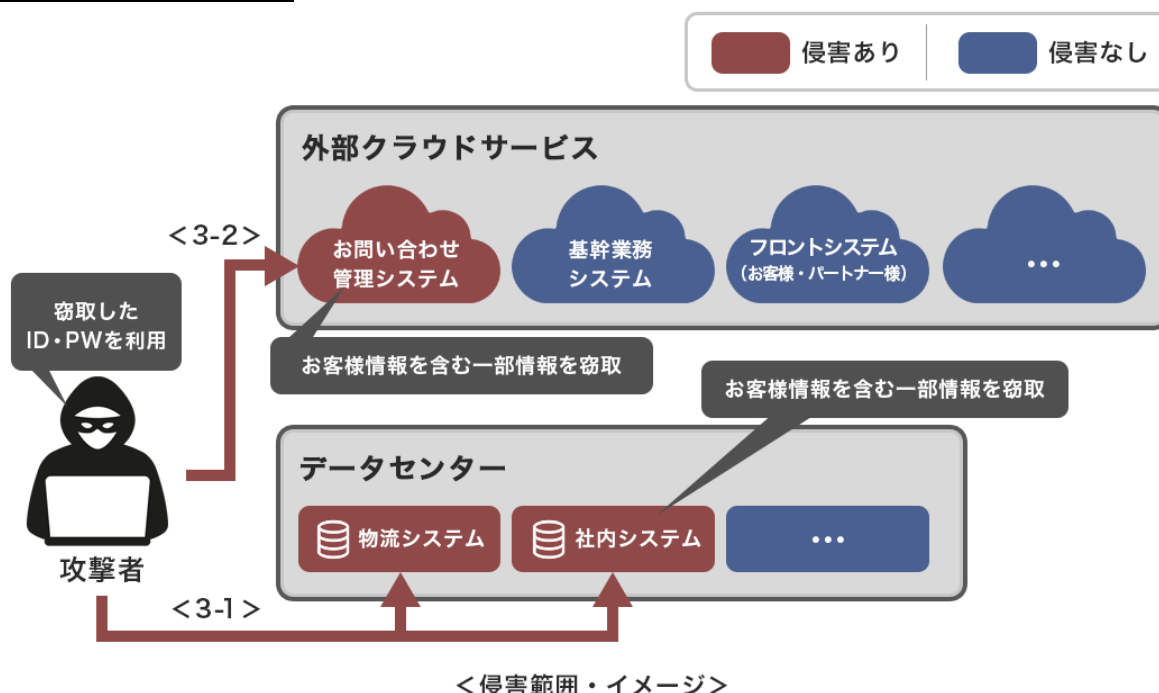 侵害あり
侵害なし
外部クラウドサービス
<3-2>
お問い合わせ
管理システム
基幹業務
システム
フロントシステム
(お客様・パートナー様)
…
窃取した
ID・PWを利用
お客様情報を含む一部情報を窃取
お客様情報を含む一部情報を窃取
データセンター
物流システム
社内システム
…
攻撃者
<3-1>
<侵害範囲・イメージ>